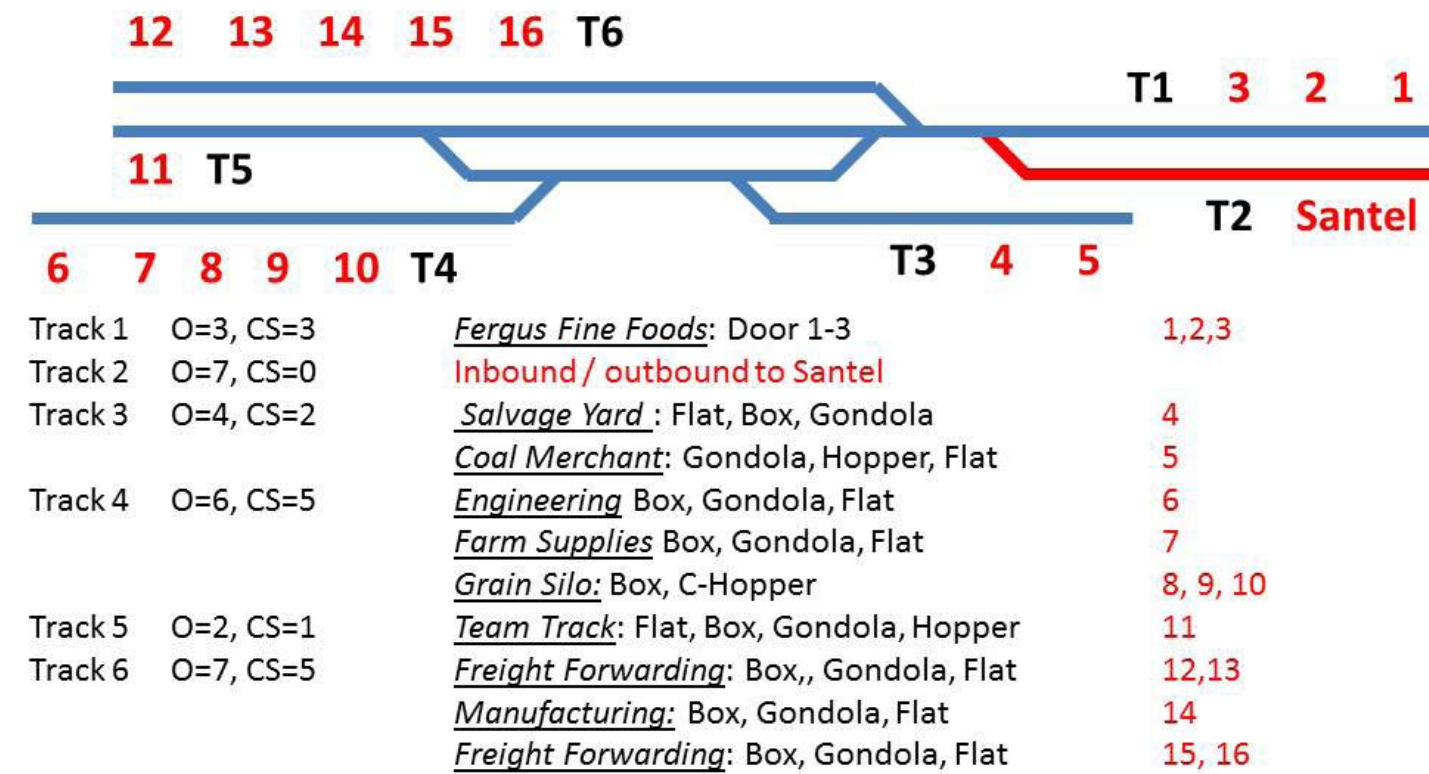 12 13 14 15 16 T6
T1 3 2 1
11 T5
T2 Santel
6 7 8 9 10 T4 T3 4 5
Track 1 O=3, CS=3 Fergus Fine Foods: Door 1-3 1,2,3
Track 2 O=7, CS=0 Inbound / outbound to Santel
Track 3 O=4, CS=2 Salvage Yard : Flat, Box, Gondola 4
Coal Merchant: Gondola, Hopper, Flat 5
Track 4 O=6, CS=5 Engineering Box, Gondola, Flat 6
Farm Supplies Box, Gondola, Flat 7
Grain Silo: Box, C-Hopper 8, 9, 10
Track 5 O=2, CS=1 Team Track: Flat, Box, Gondola, Hopper 11
Track 6 O=7, CS=5 Freight Forwarding: Box,, Gondola, Flat 12,13
Manufacturing: Box, Gondola, Flat 14
Freight Forwarding: Box, Gondola, Flat 15, 16